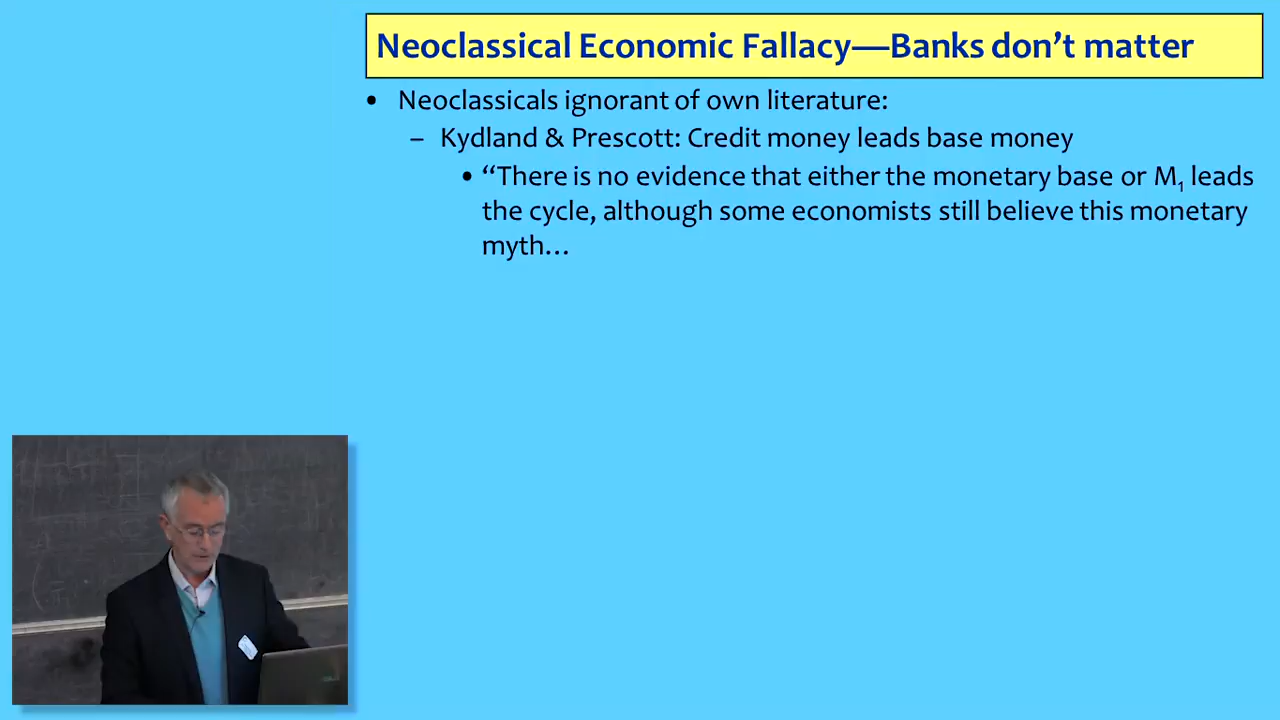 Neoclassical Economic Fallacy—Banks don’t matter
• Neoclassicals ignorant of own literature:
– Kydland & Prescott: Credit money leads base money
• “There is no evidence that either the monetary base or M₁ leads
the cycle, although some economists still believe this monetary
myth…